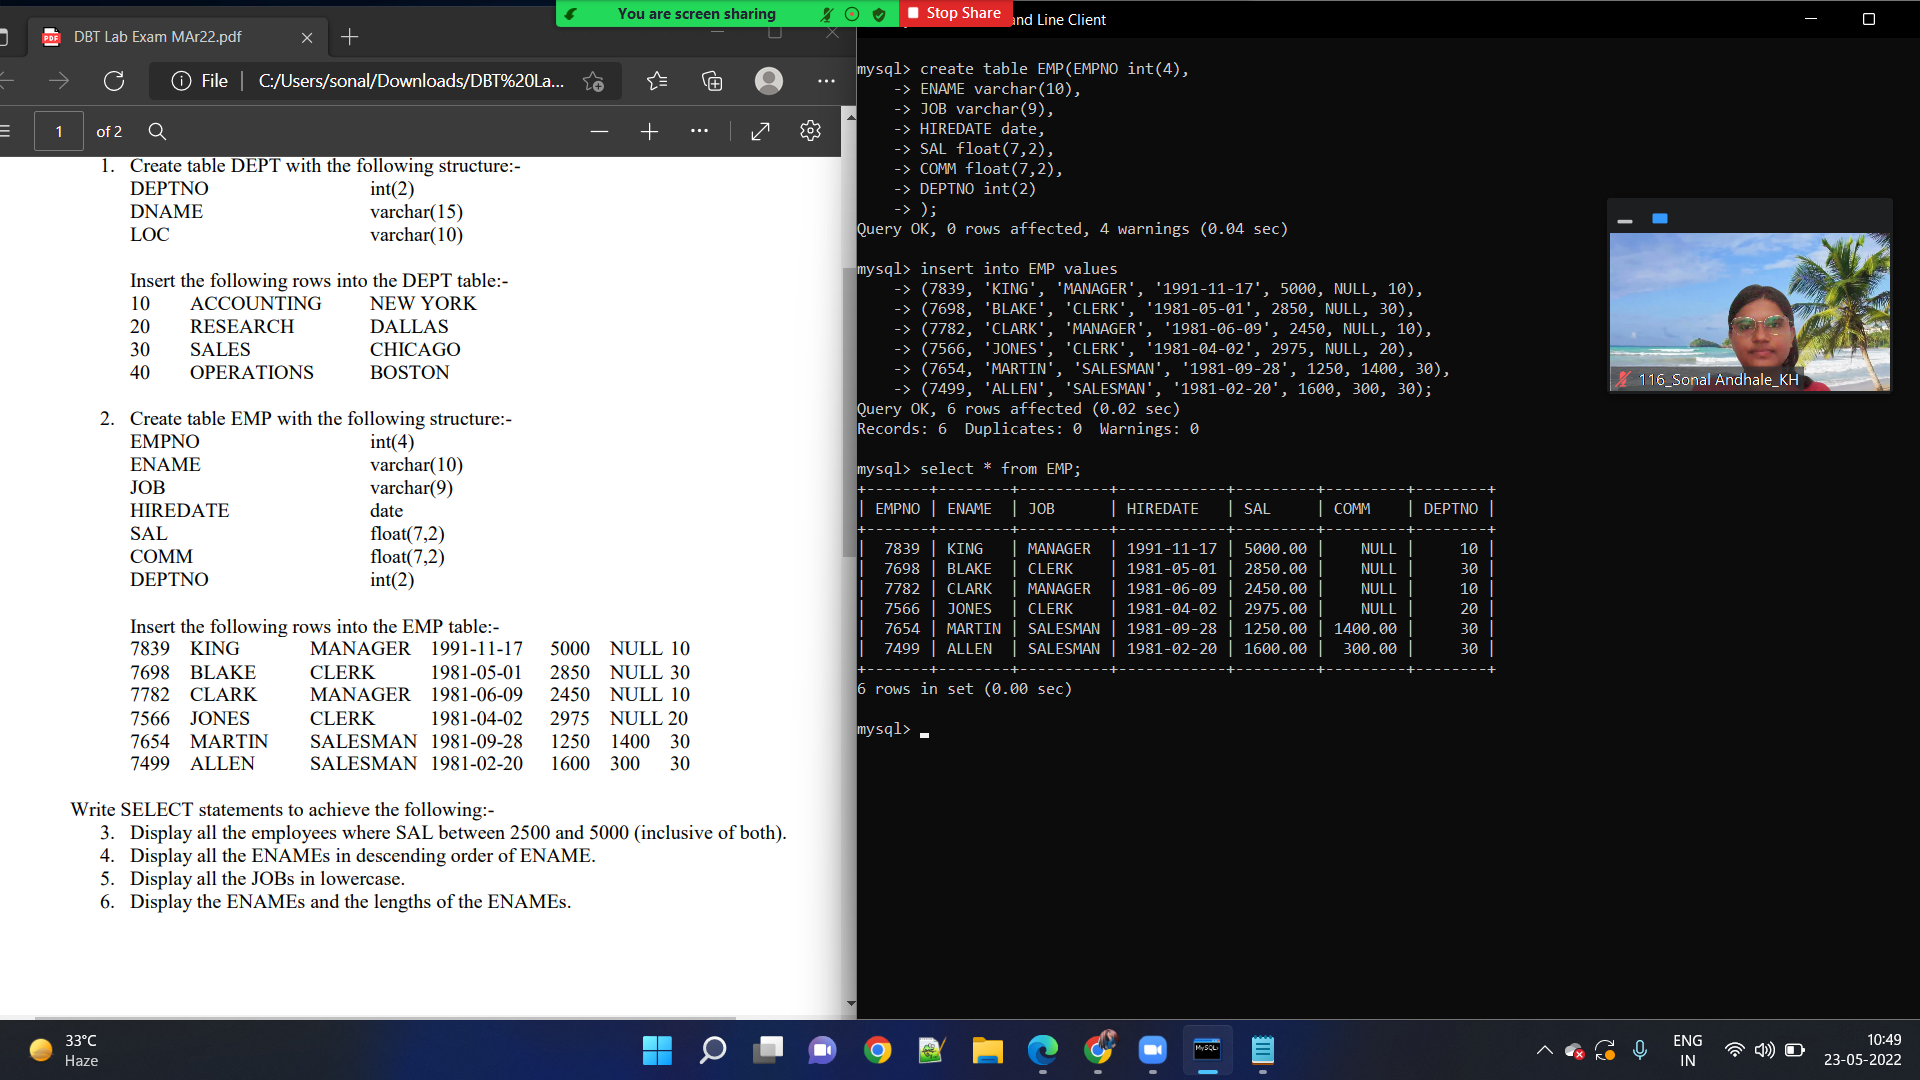 You are screen sharing
Stop Share
and Line Client
DBT Lab Exam MAr22.pdf
File
C:/Users/sonal/Downloads/DBT%20La...
1
of 2
1. Create table DEPT with the following structure:-
DEPTNO int(2)
DNAME varchar(15)
LOC varchar(10)
Insert the following rows into the DEPT table:-
10 ACCOUNTING NEW YORK
20 RESEARCH DALLAS
30 SALES CHICAGO
40 OPERATIONS BOSTON
2. Create table EMP with the following structure:-
EMPNO int(4)
ENAME varchar(10)
JOB varchar(9)
HIREDATE date
SAL float(7,2)
COMM float(7,2)
DEPTNO int(2)
Insert the following rows into the EMP table:-
7839 KING MANAGER 1991-11-17 5000 NULL 10
7698 BLAKE CLERK 1981-05-01 2850 NULL 30
7782 CLARK MANAGER 1981-06-09 2450 NULL 10
7566 JONES CLERK 1981-04-02 2975 NULL 20
7654 MARTIN SALESMAN 1981-09-28 1250 1400 30
7499 ALLEN SALESMAN 1981-02-20 1600 300 30
Write SELECT statements to achieve the following:-
3. Display all the employees where SAL between 2500 and 5000 (inclusive of both).
4. Display all the ENAMEs in descending order of ENAME.
5. Display all the JOBs in lowercase.
6. Display the ENAMEs and the lengths of the ENAMEs.
mysql> create table EMP(EMPNO int(4),
-> ENAME varchar(10),
-> JOB varchar(9),
-> HIREDATE date,
-> SAL float(7,2),
-> COMM float(7,2),
-> DEPTNO int(2)
-> );
Query OK, 0 rows affected, 4 warnings (0.04 sec)
mysql> insert into EMP values
-> (7839, 'KING', 'MANAGER', '1991-11-17', 5000, NULL, 10),
-> (7698, 'BLAKE', 'CLERK', '1981-05-01', 2850, NULL, 30),
-> (7782, 'CLARK', 'MANAGER', '1981-06-09', 2450, NULL, 10),
-> (7566, 'JONES', 'CLERK', '1981-04-02', 2975, NULL, 20),
-> (7654, 'MARTIN', 'SALESMAN', '1981-09-28', 1250, 1400, 30),
-> (7499, 'ALLEN', 'SALESMAN', '1981-02-20', 1600, 300, 30);
Query OK, 6 rows affected (0.02 sec)
Records: 6  Duplicates: 0  Warnings: 0
mysql> select * from EMP;
+-------+--------+----------+------------+---------+---------+--------+
| EMPNO | ENAME  | JOB      | HIREDATE   | SAL     | COMM    | DEPTNO |
+-------+--------+----------+------------+---------+---------+--------+
|  7839 | KING   | MANAGER  | 1991-11-17 | 5000.00 |    NULL |     10 |
|  7698 | BLAKE  | CLERK    | 1981-05-01 | 2850.00 |    NULL |     30 |
|  7782 | CLARK  | MANAGER  | 1981-06-09 | 2450.00 |    NULL |     10 |
|  7566 | JONES  | CLERK    | 1981-04-02 | 2975.00 |    NULL |     20 |
|  7654 | MARTIN | SALESMAN | 1981-09-28 | 1250.00 | 1400.00 |     30 |
|  7499 | ALLEN  | SALESMAN | 1981-02-20 | 1600.00 |  300.00 |     30 |
+-------+--------+----------+------------+---------+---------+--------+
6 rows in set (0.00 sec)
mysql>
116_Sonal Andhale_KH
33°C
Haze
ENG
IN
10:49
23-05-2022